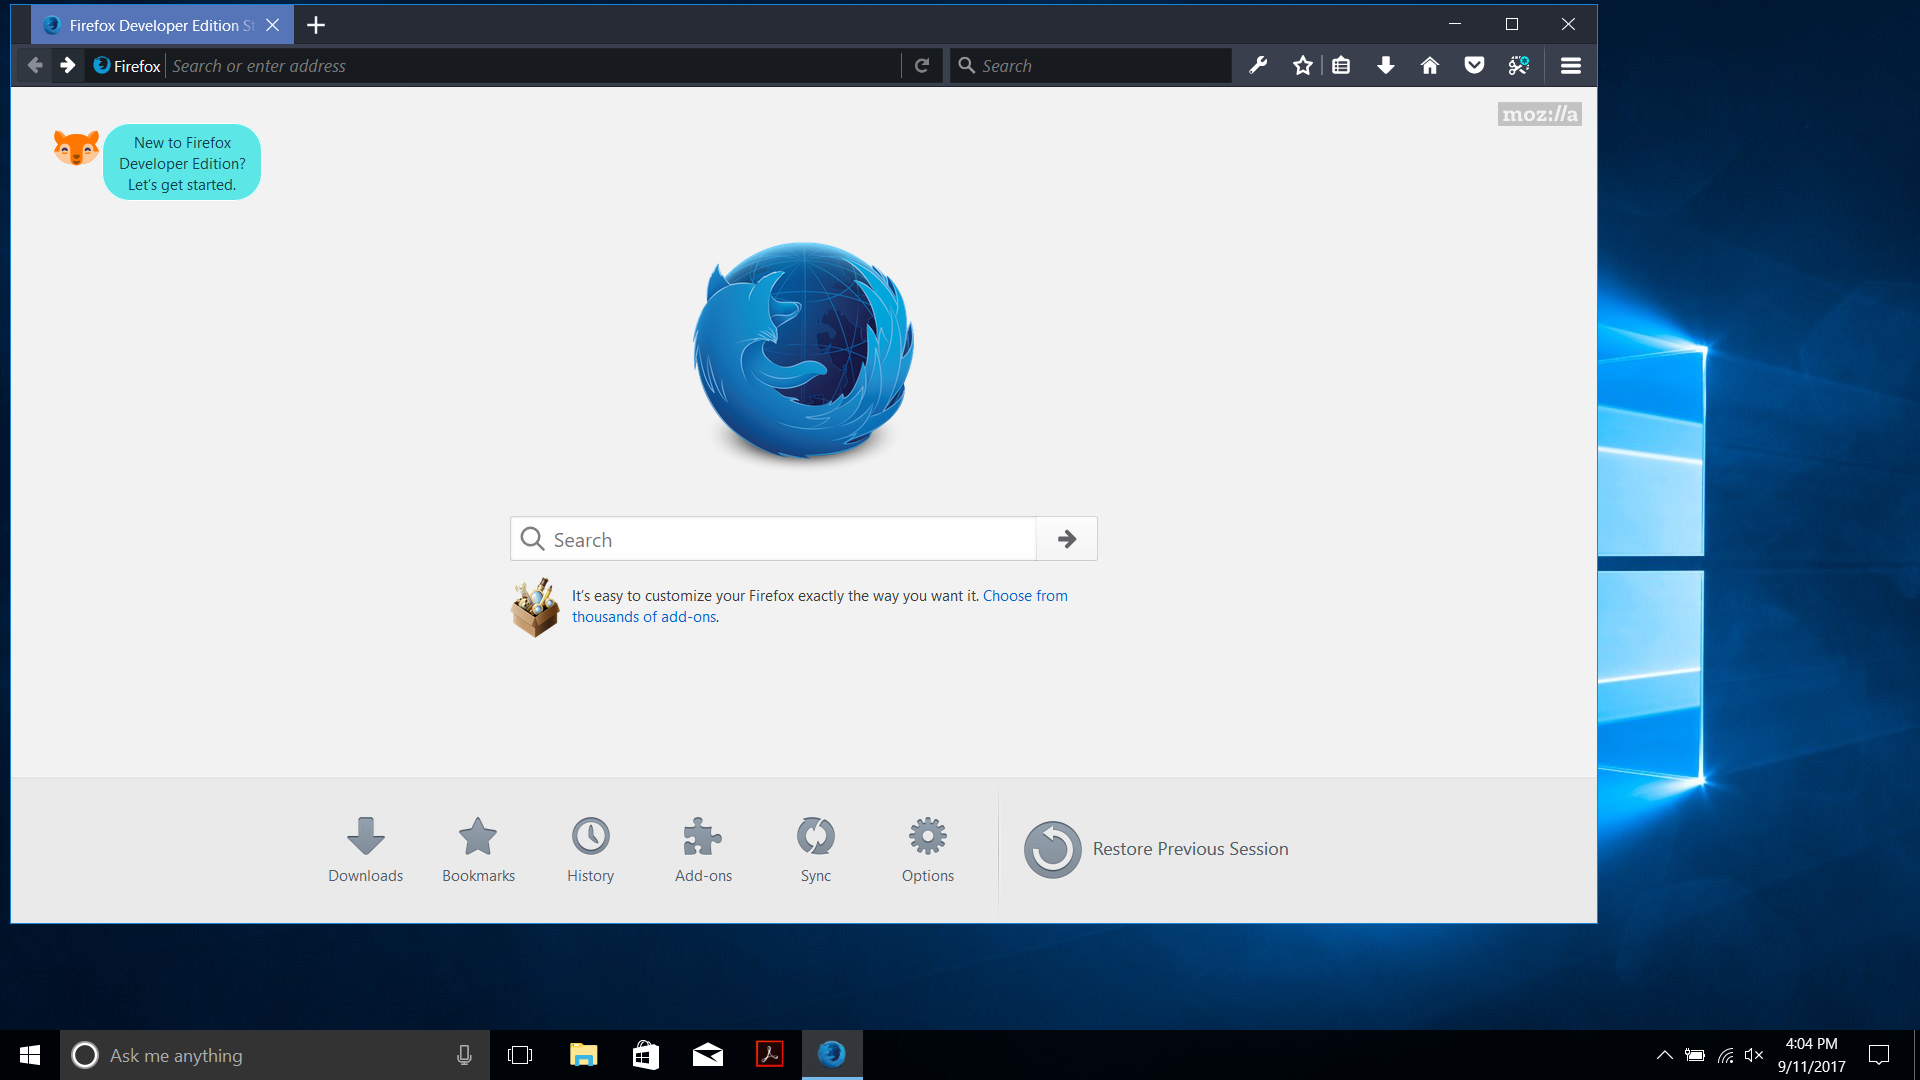 Firefox Developer Edition St
Firefox
Search or enter address
Search
moz://a
New to Firefox
Developer Edition?
Let's get started.
Search
It's easy to customize your Firefox exactly the way you want it. Choose from
thousands of add-ons.
Downloads
Bookmarks
History
Add-ons
Sync
Options
Restore Previous Session
Ask me anything
4:04 PM
9/11/2017